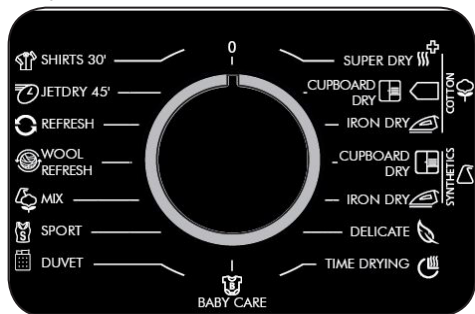 0
SHIRTS 30'
JETDRY 45'
REFRESH
WOOL
REFRESH
MIX
S
SPORT
DUVET
SUPER DRY
CUPBOARD
DRY
IRON DRY
COTTON
CUPBOARD
DRY
IRON DRY
SYNTHETICS
DELICATE
TIME DRYING
B
BABY CARE